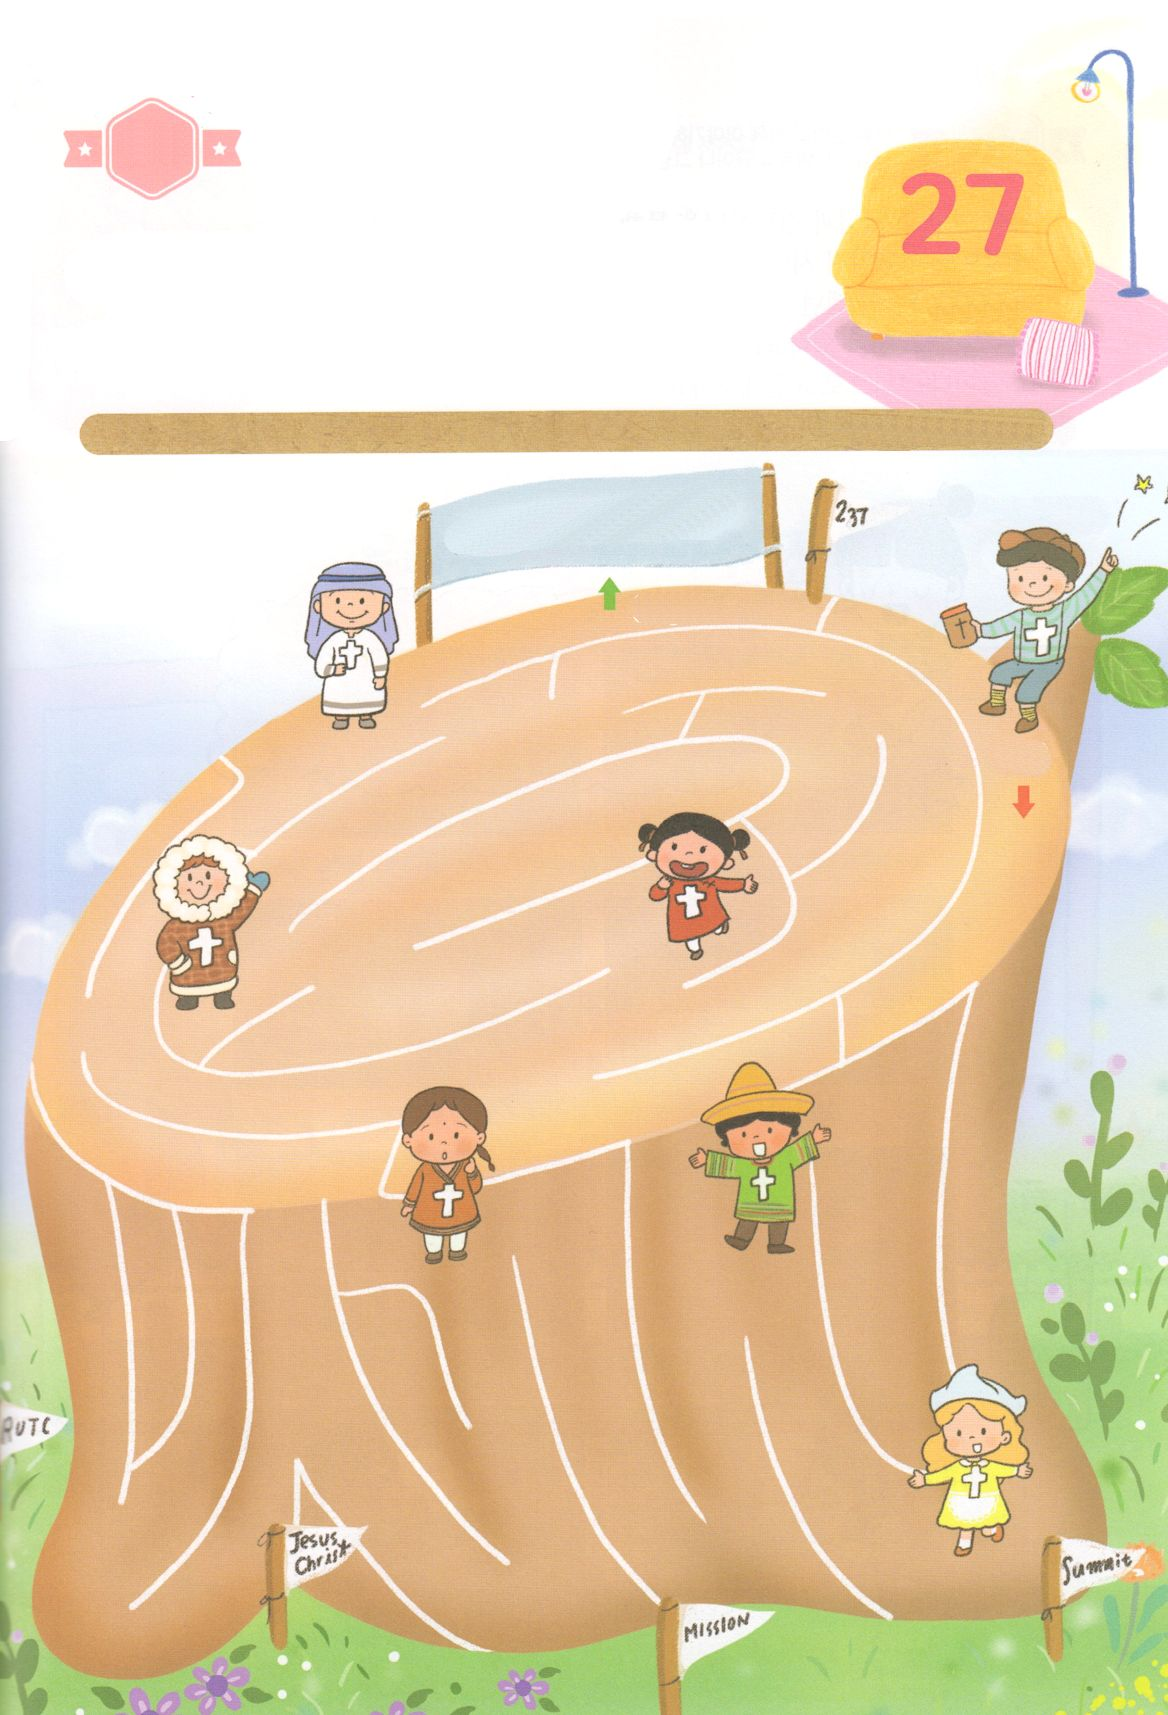 27
237
RUTC
Jesus
Christ
Summit
MISSION